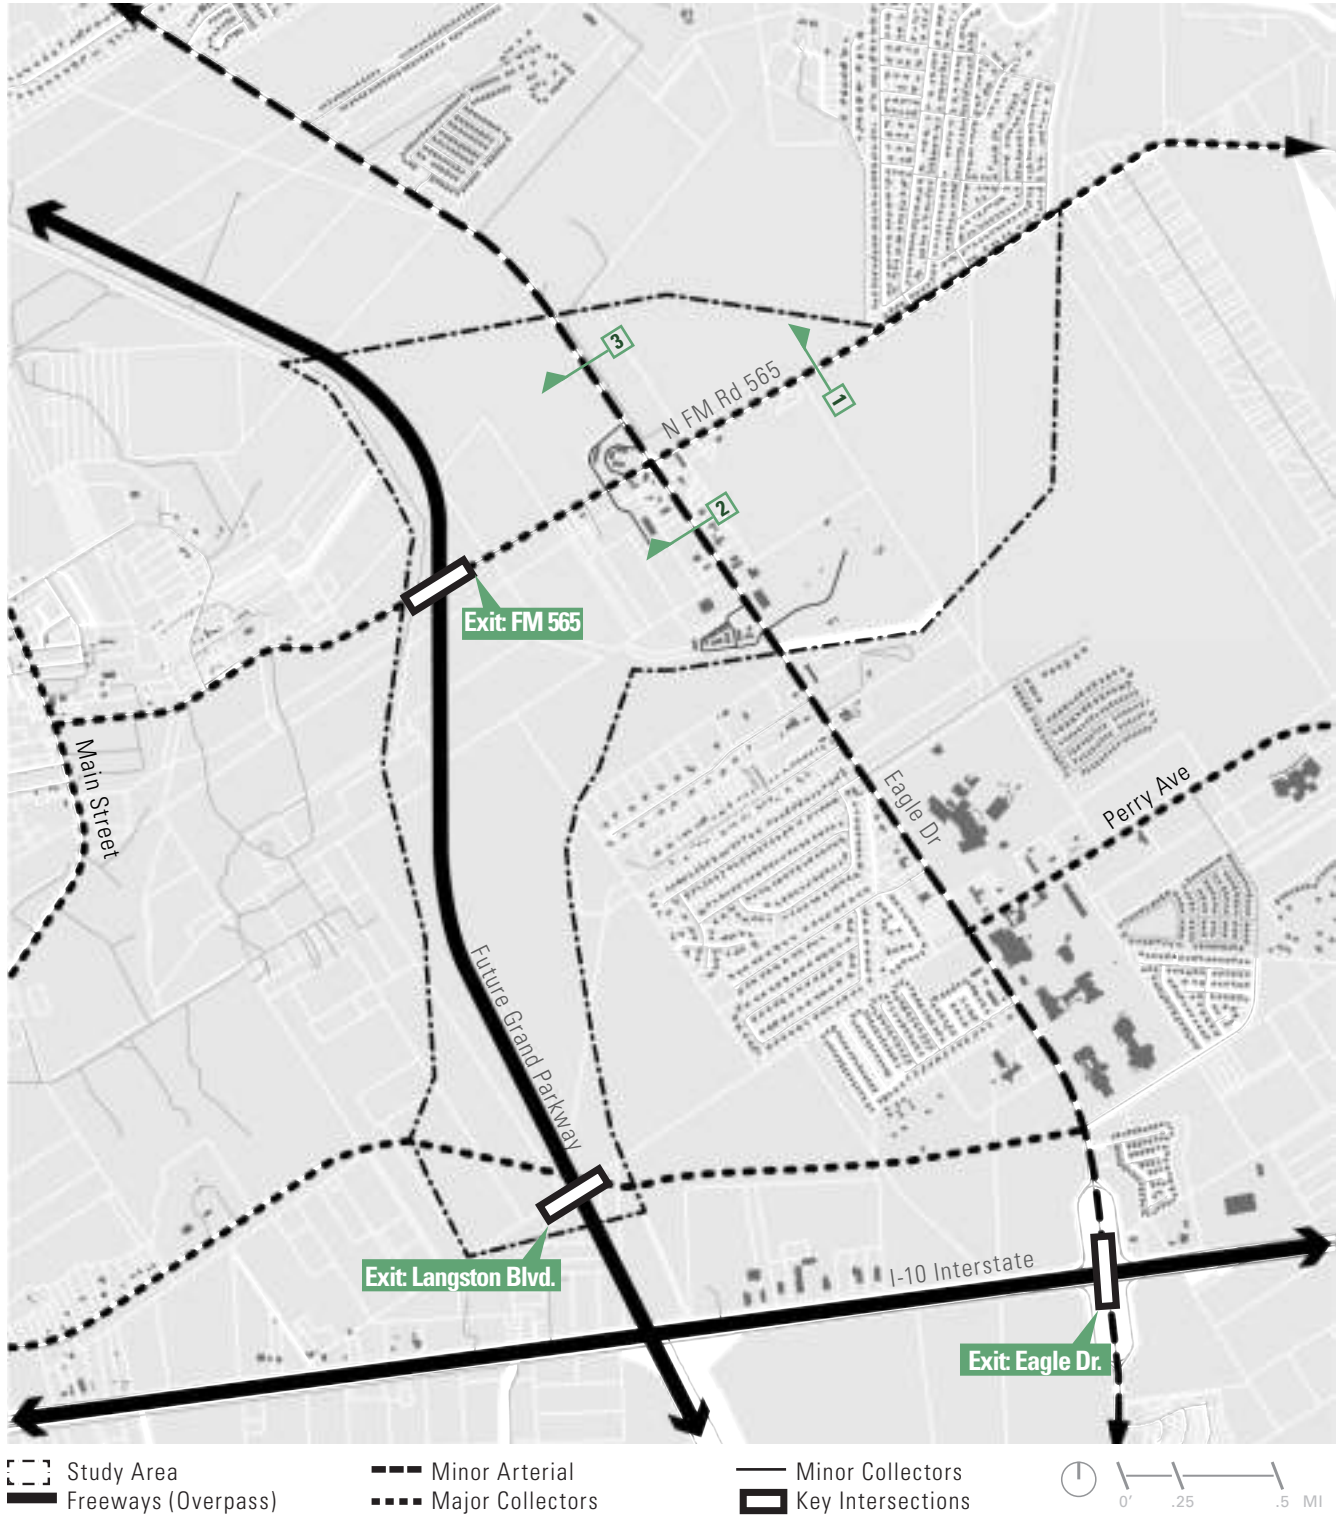 3
N FM Rd 565
1
2
Exit: FM 565
Main Street
Eagle Dr
Perry Ave
Future Grand Parkway
Exit: Langston Blvd.
I-10 Interstate
Exit: Eagle Dr.
Study Area
Freeways (Overpass)
Minor Arterial
Major Collectors
Minor Collectors
Key Intersections
0' .25 .5 MI